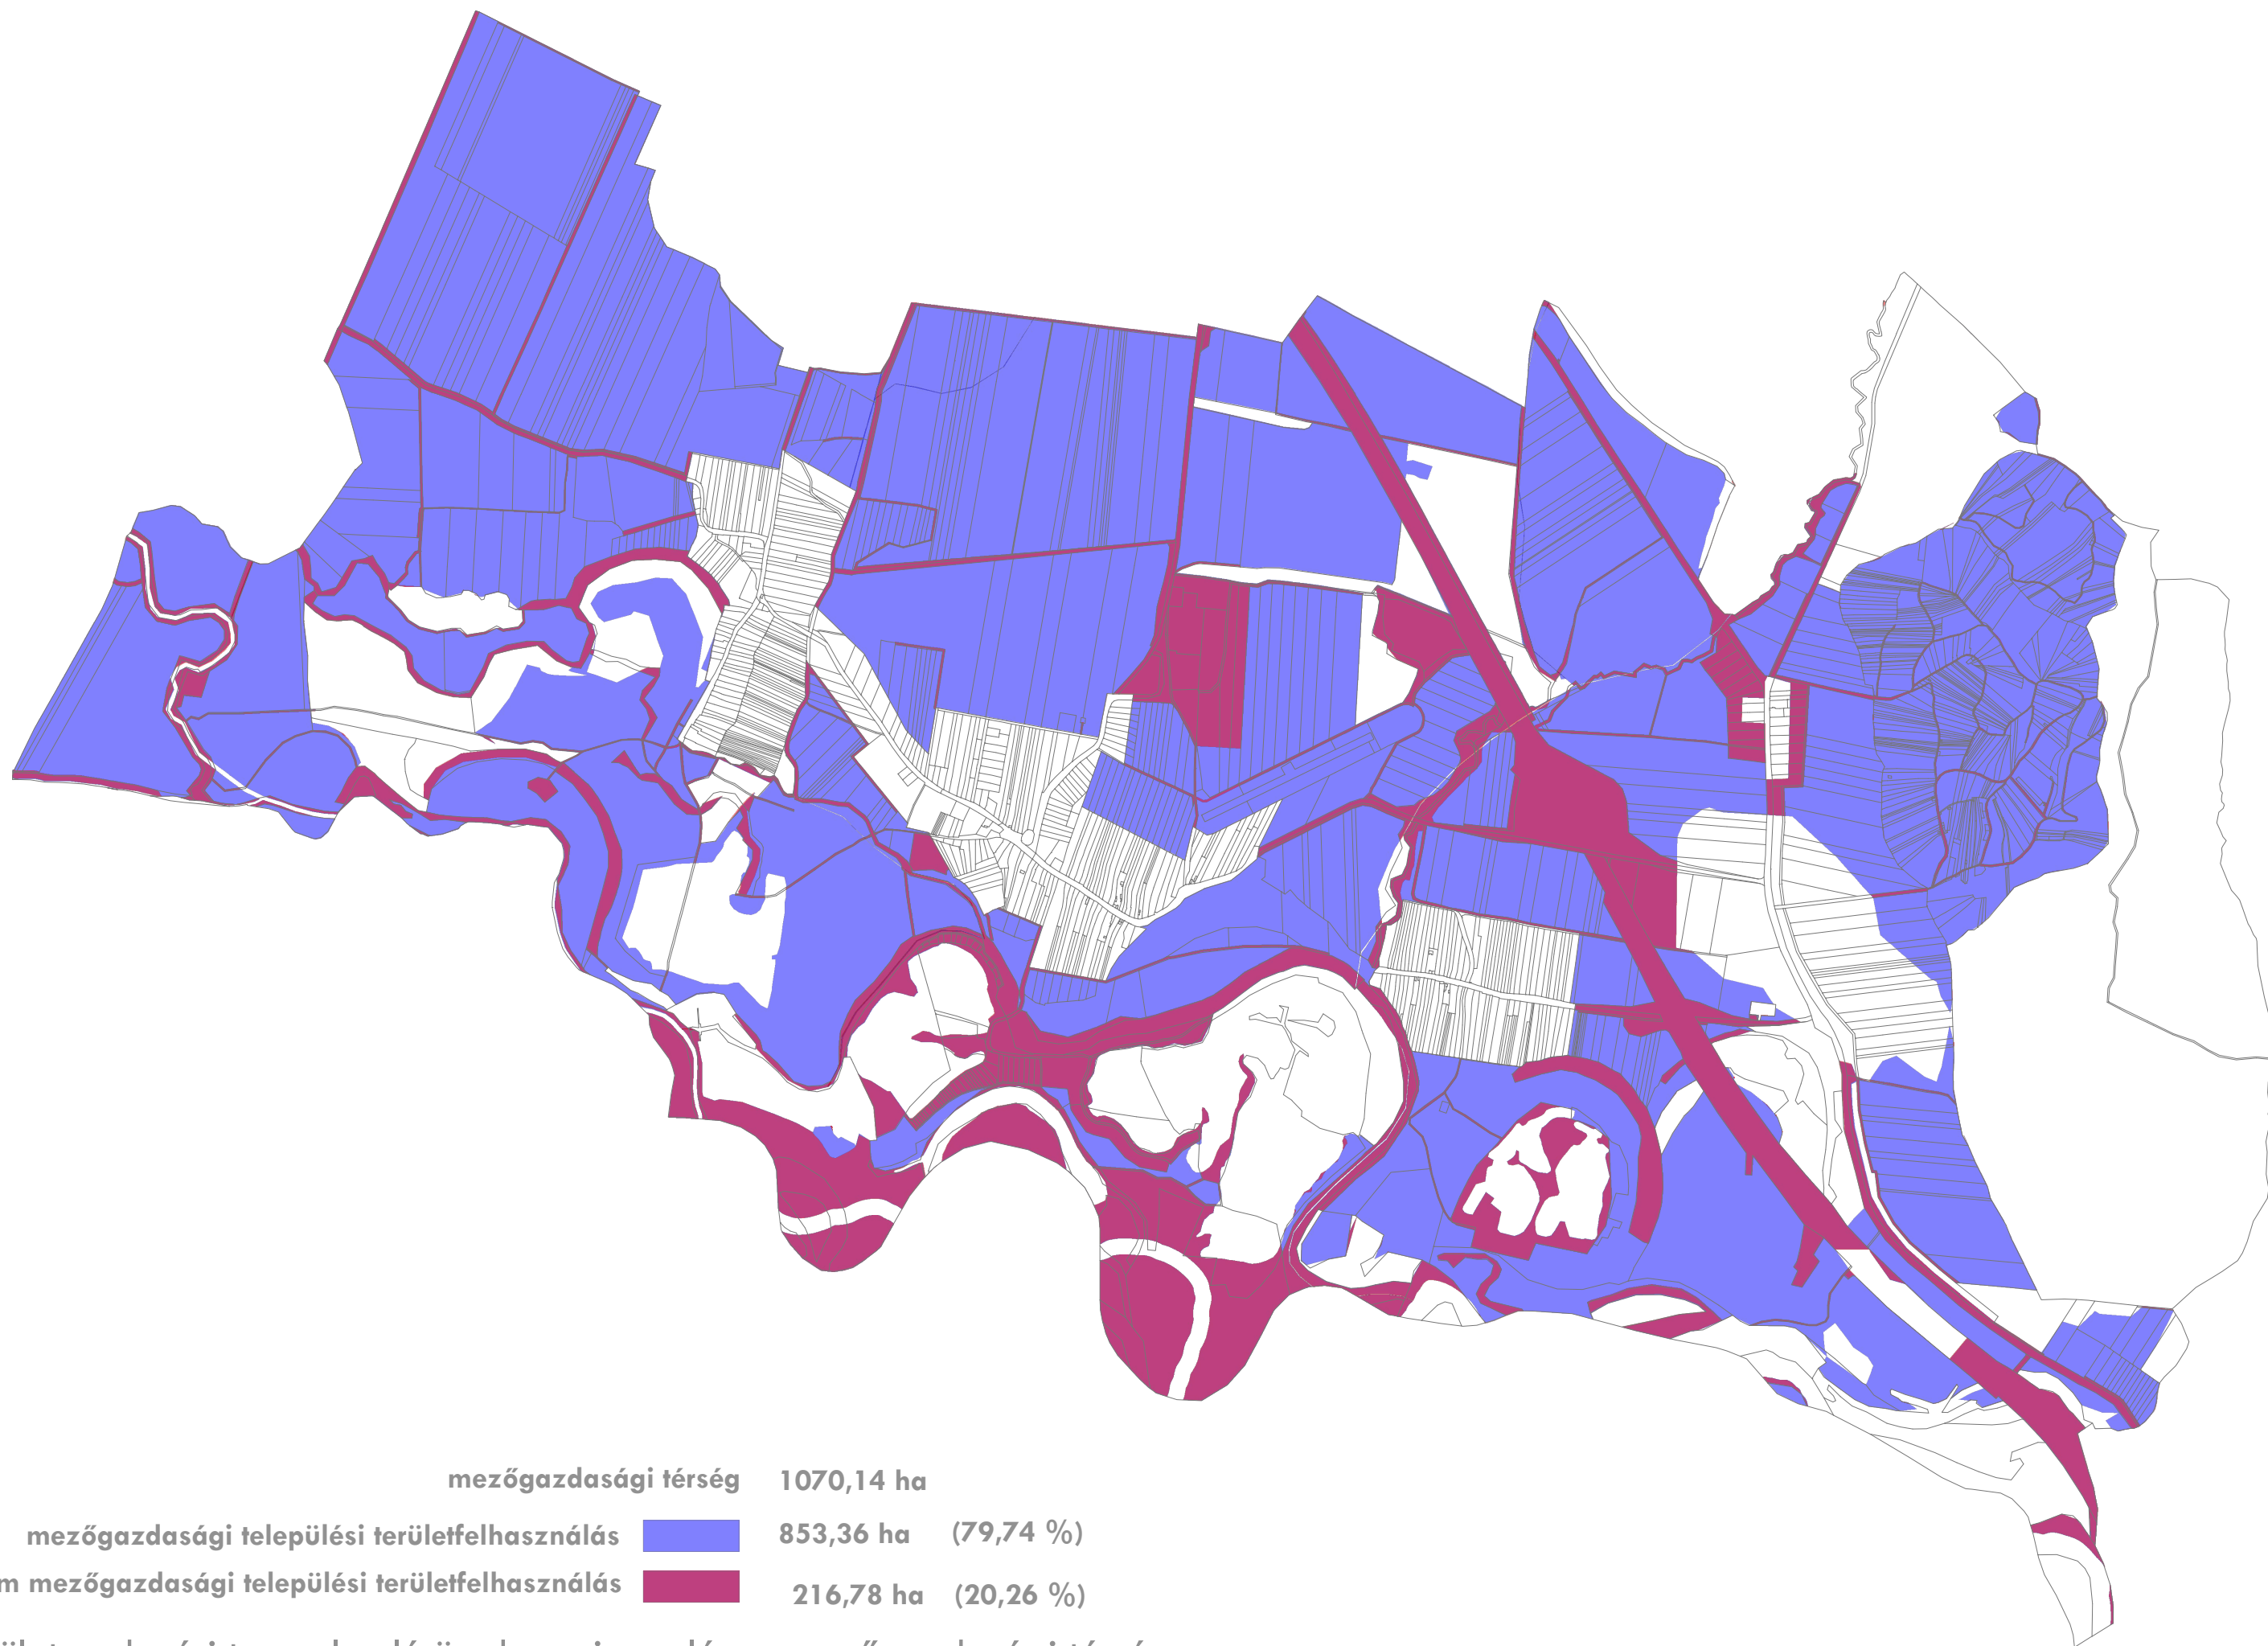 mezőgazdasági térség 1070,14 ha
mezőgazdasági települési területfelhasználás 853,36 ha (79,74 %)
mezőgazdasági települési területfelhasználás 216,78 ha (20,26 %)